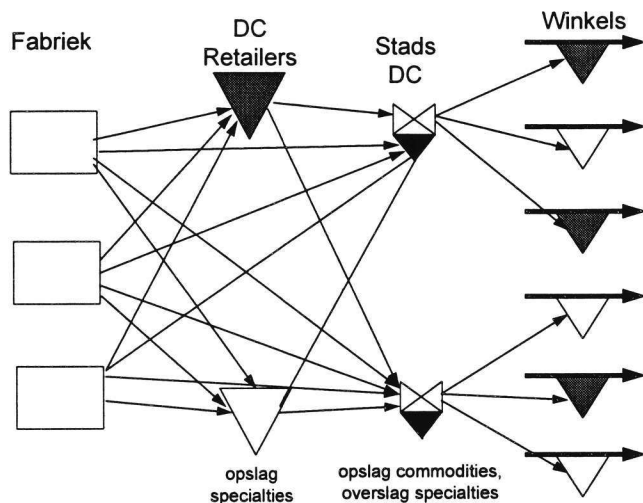 Fabriek
DC
Retailers
Stads
DC
Winkels
opslag
specialties
opslag commodities,
overslag specialties